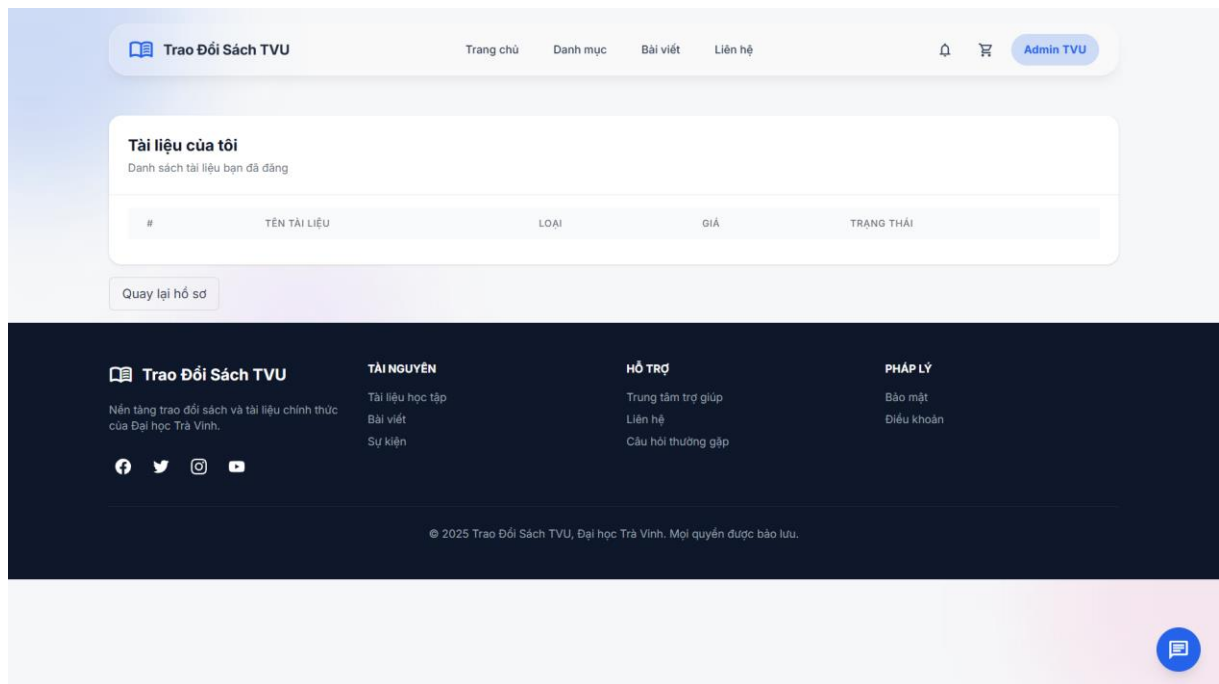 Trao Đổi Sách TVU
Trang chủ Danh mục Bài viết Liên hệ
Admin TVU
Tài liệu của tôi
Danh sách tài liệu bạn đã đăng
# TÊN TÀI LIỆU LOẠI GIÁ TRẠNG THÁI
Quay lại hồ sơ
Trao Đổi Sách TVU
Nền tảng trao đổi sách và tài liệu chính thức
của Đại học Trà Vinh.
TÀI NGUYÊN
Tài liệu học tập
Bài viết
Sự kiện
HỖ TRỢ
Trung tâm trợ giúp
Liên hệ
Câu hỏi thường gặp
PHÁP LÝ
Bảo mật
Điều khoản
© 2025 Trao Đổi Sách TVU, Đại học Trà Vinh. Mọi quyền được bảo lưu.